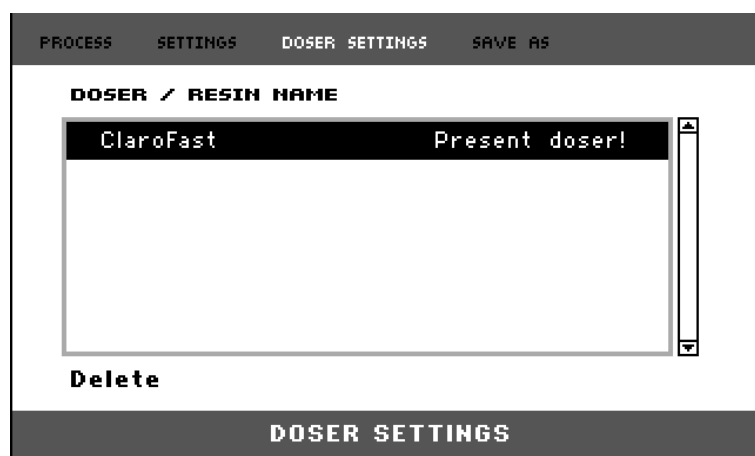 PROCESS SETTINGS DOSER SETTINGS SAVE AS
DOSER / RESIN NAME
ClaroFast Present doser!
Delete
DOSER SETTINGS